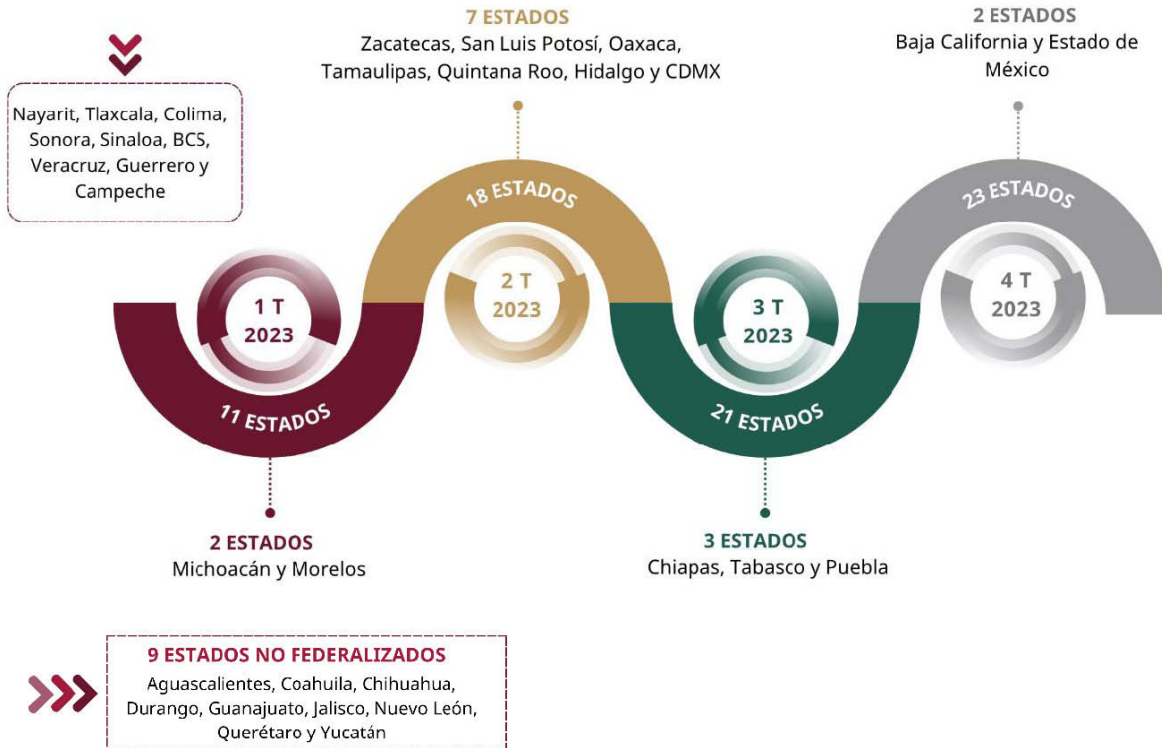 Nayarit, Tlaxcala, Colima,
Sonora, Sinaloa, BCS,
Veracruz, Guerrero y
Campeche
7 ESTADOS
Zacatecas, San Luis Potosí, Oaxaca,
Tamaulipas, Quintana Roo, Hidalgo y CDMX
2 ESTADOS
Baja California y Estado de
México
1 T
2023
11 ESTADOS
18 ESTADOS
2 T
2023
3 T
2023
21 ESTADOS
23 ESTADOS
4 T
2023
2 ESTADOS
Michoacán y Morelos
3 ESTADOS
Chiapas, Tabasco y Puebla
9 ESTADOS NO FEDERALIZADOS
Aguascalientes, Coahuila, Chihuahua,
Durango, Guanajuato, Jalisco, Nuevo León,
Querétaro y Yucatán